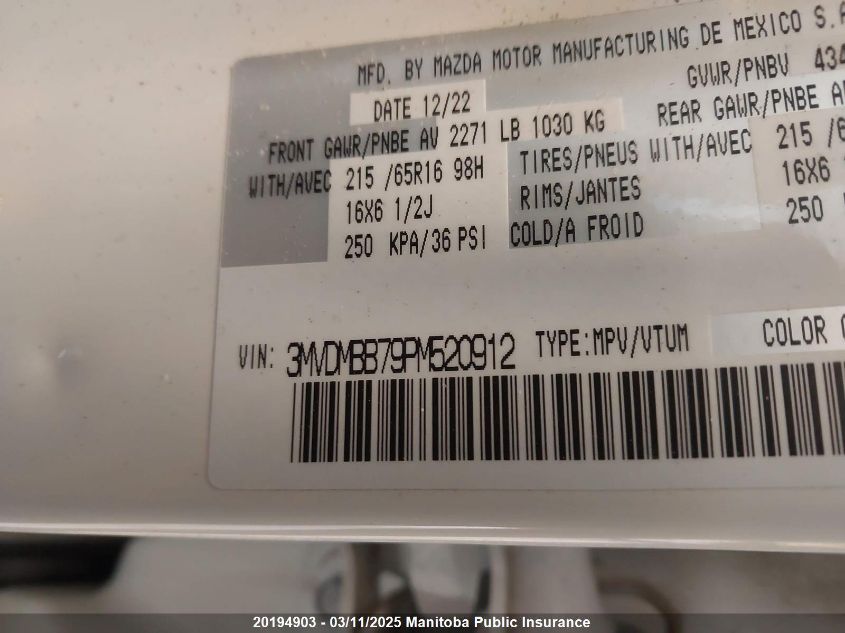 MFD. BY MAZDA MOTOR MANUFACTURING DE MEXICO S.A
DATE 12/22
GVWR/PNBV 434
FRONT GAWR/PNBE AV 2271 LB 1030 KG
REAR GAWR/PNBE
WITH/AVEC 215 /65R16 98H
TIRES/PNEUS WITH/AVEC 215
16X6 1/2J
RIMS/JANTES
16X6
250 KPA/36 PSI
COLD/A FROID
250
VIN: 3MVDMBB79PM520912 TYPE:MPV/VTUM
COLOR
20194903 - 03/11/2025 Manitoba Public Insurance